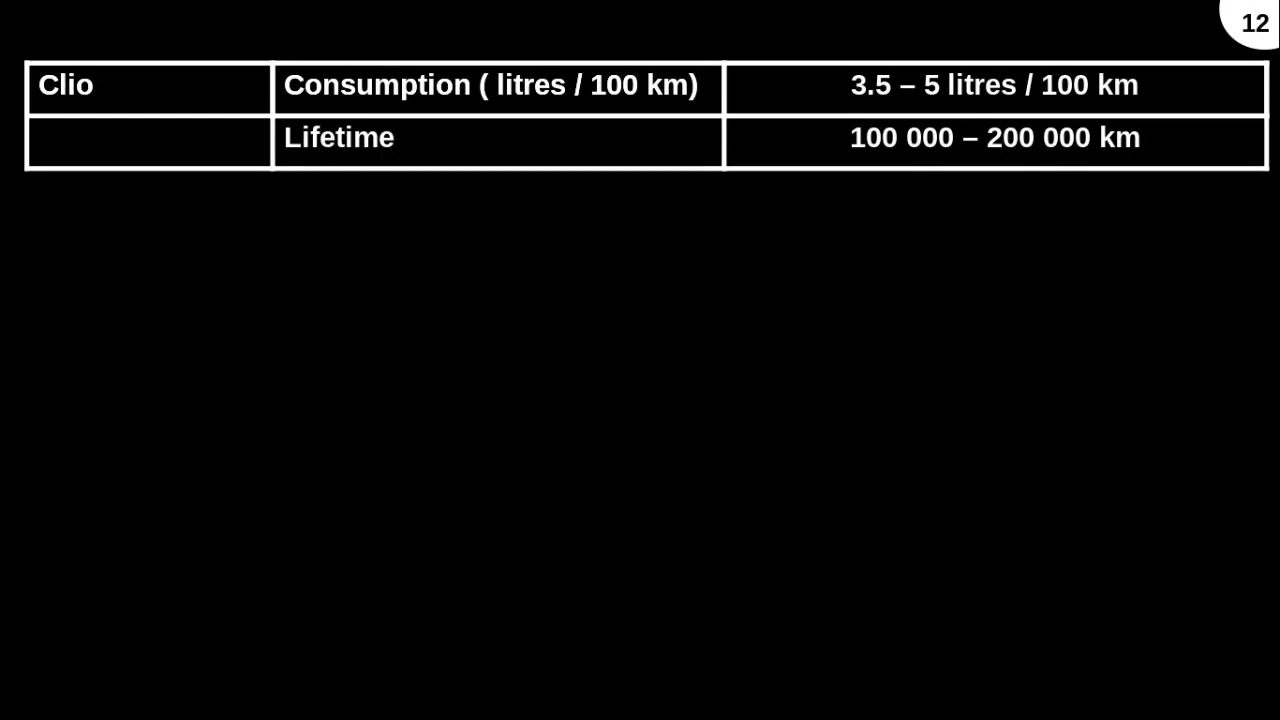 12
Clio Consumption ( litres / 100 km) 3.5 – 5 litres / 100 km
Lifetime 100 000 – 200 000 km